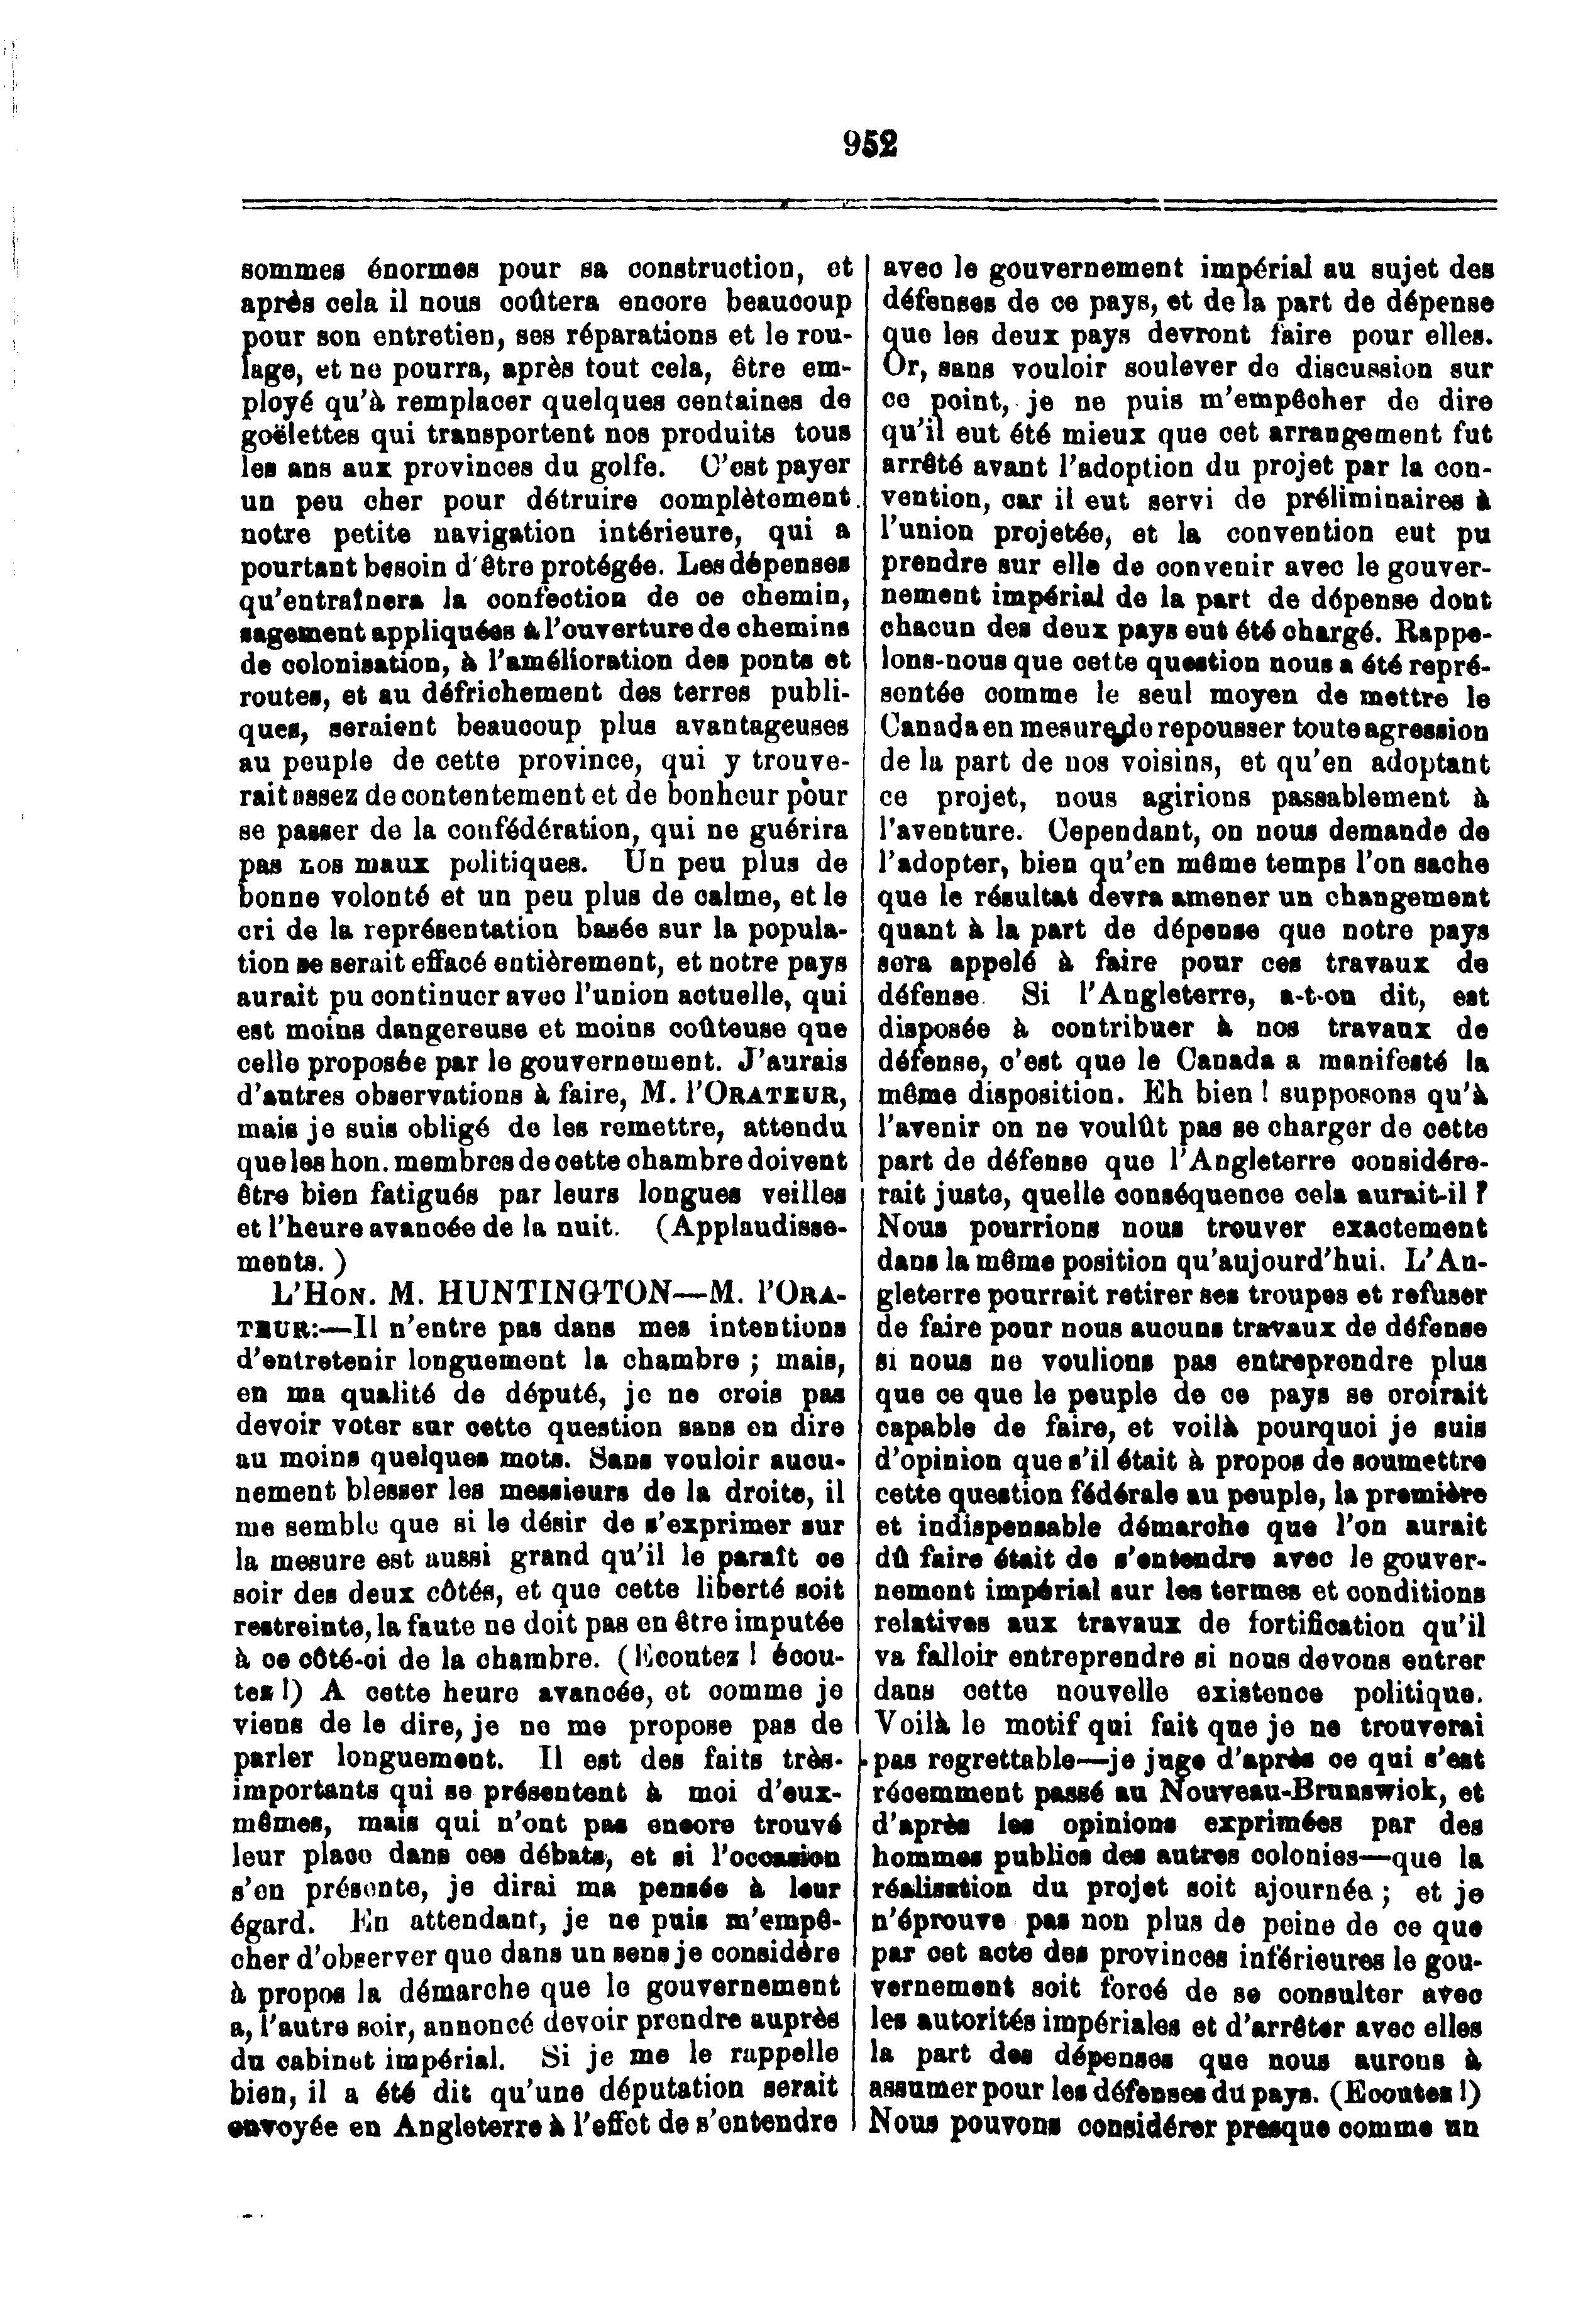 952
sommes énormes pour sa construction, et
après cela il nous coûtera encore beaucoup
pour son entretien, ses réparations et le rou-
lage, et ne pourra, après tout cela, être em-
ployé qu'à remplacer quelques centaines de
goëlettes qui transportent nos produits tous
les ans aux provinces du golfe. C'est payer
un peu cher pour détruire complètement
notre petite navigation intérieure, qui a
pourtant besoin d'être protégée. Les dépenses
qu'entraînera la confection de ce chemin,
sagement appliquées à l'ouverture de chemins
de colonisation, à l'amélioration des ponts et
routes, et au défrichement des terres publi-
ques, seraient beaucoup plus avantageuses
au peuple de cette province, qui y trouve-
rait assez de contentement et de bonheur pour
se passer de la confédération, qui ne guérira
pas nos maux politiques. Un peu plus de
bonne volonté et un peu plus de calme, et le
cri de la représentation basée sur la popula-
tion se serait effacé entièrement, et notre pays
aurait pu continuer avec l'union actuelle, qui
est moins dangereuse et moins coûteuse que
celle proposée par le gouvernement. J'aurais
d'autres observations à faire, M. l'ORATEUR,
mais je suis obligé de les remettre, attendu
que les hon. membres de cette chambre doivent
être bien fatigués par leurs longues veilles
et l'heure avancée de la nuit. (Applaudisse-
ments.)
L'HON. M. HUNTINGTON—M. l'ORA-
TEUR:—Il n'entre pas dans mes intentions
d'entretenir longuement la chambre ; mais,
en ma qualité de député, je ne crois pas
devoir voter sur cette question sans en dire
au moins quelques mots. Sans vouloir aucu-
nement blesser les messieurs de la droite, il
me semble que si le désir de s'exprimer sur
la mesure est aussi grand qu'il le paraît ce
soir des deux côtés, et que cette liberté soit
restreinte, la faute ne doit pas en être imputée
à ce côté-ci de la chambre. (Ecoutez ! écou-
tez !) A cette heure avancée, et comme je
viens de le dire, je ne me propose pas de
parler longuement. Il est des faits très-
importants qui se présentent à moi d'eux-
mêmes, mais qui n'ont pas encore trouvé
leur place dans ces débats, et si l'occasion
s'en présente, je dirai ma pensée à leur
égard. En attendant, je ne puis m'empê-
cher d'observer que dans un sens je considère
à propos la démarche que le gouvernement
a, l'autre soir, annoncé devoir prendre auprès
du cabinet impérial. Si je me le rappelle
bien, il a été dit qu'une députation serait
envoyée en Angleterre à l'effet de s'entendre
avec le gouvernement impérial au sujet des
défenses de ce pays, et de la part de dépense
que les deux pays devront faire pour elles.
Or, sans vouloir soulever de discussion sur
ce point, je ne puis m'empêcher de dire
qu'il eut été mieux que cet arrangement fut
arrêté avant l'adoption du projet par la con-
vention, car il eut servi de préliminaires à
l'union projetée, et la convention eut pu
prendre sur elle de convenir avec le gouver-
nement impérial de la part de dépense dont
chacun des deux pays eut été chargé. Rappe-
lons-nous que cette question nous a été repré-
sentée comme le seul moyen de mettre le
Canada en mesure de repousser toute agression
de la part de nos voisins, et qu'en adoptant
ce projet, nous agirions passablement à
l'aventure. Cependant, on nous demande de
l'adopter, bien qu'en même temps l'on sache
que le résultat devra amener un changement
quant à la part de dépense que notre pays
sera appelé à faire pour ces travaux de
défense. Si l'Angleterre, a-t-on dit, est
disposée à contribuer à nos travaux de
défense, c'est que le Canada a manifesté la
même disposition. Eh bien ! supposons qu'à
l'avenir on ne voulût pas se charger de cette
part de défense que l'Angleterre considére-
rait juste, quelle conséquence cela aurait-il ?
Nous pourrions nous trouver exactement
dans la même position qu'aujourd'hui. L'An-
gleterre pourrait retirer ses troupes et refuser
de faire pour nous aucuns travaux de défense
si nous ne voulions pas entreprendre plus
que ce que le peuple de ce pays se croirait
capable de faire, et voilà pourquoi je suis
d'opinion que s'il était à propos de soumettre
cette question fédérale au peuple, la première
et indispensable démarche que l'on aurait
dû faire était de s'entendre avec le gouver-
nement impérial sur les termes et conditions
relatives aux travaux de fortification qu'il
va falloir entreprendre si nous devons entrer
dans cette nouvelle existence politique.
Voilà le motif qui fait que je ne trouverai
pas regrettable—je juge d'après ce qui s'est
récemment passé au Nouveau-Brunswick, et
d'après les opinions exprimées par des
hommes publics des autres colonies—que la
réalisation du projet soit ajournée ; et je
n'éprouve pas non plus de peine de ce que
par cet acte des provinces inférieures le gou-
vernement soit forcé de se consulter avec
les autorités impériales et d'arrêter avec elles
la part des dépenses que nous aurons à
assumer pour les défenses du pays. (Ecoutez !)
Nous pouvons considérer presque comme un